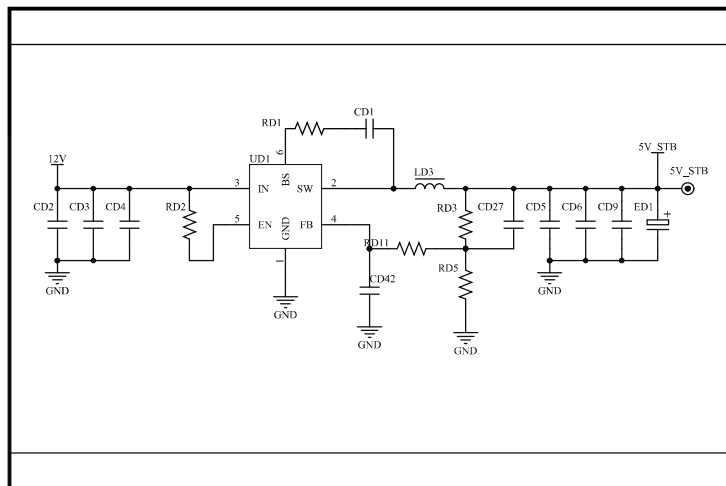 CD1
RD1
6
5V_STB
12V
UD1
BS
LD3
5V_STB
3
IN
SW
2
CD2
CD3
CD4
RD2
RD3
CD27
CD5
CD6
CD9
ED1
+
5
EN
GND
FB
4
RD11
1
CD42
RD5
GND
GND
GND
GND
GND